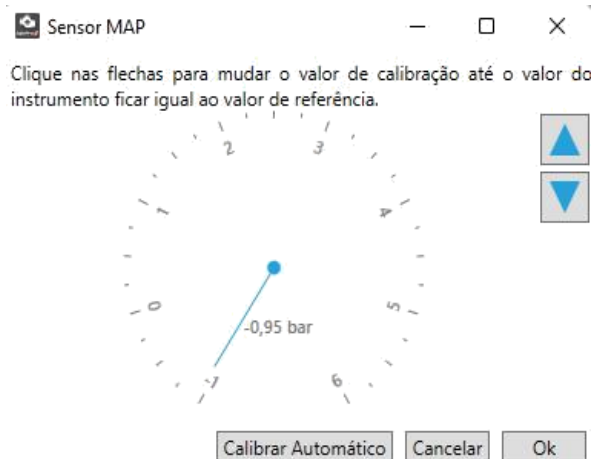 Sensor MAP
Clique nas flechas para mudar o valor de calibração até o valor do
instrumento ficar igual ao valor de referência.
2 3
1 4
0 5
-0,95 bar
-1 6
Calibrar Automático Cancelar Ok